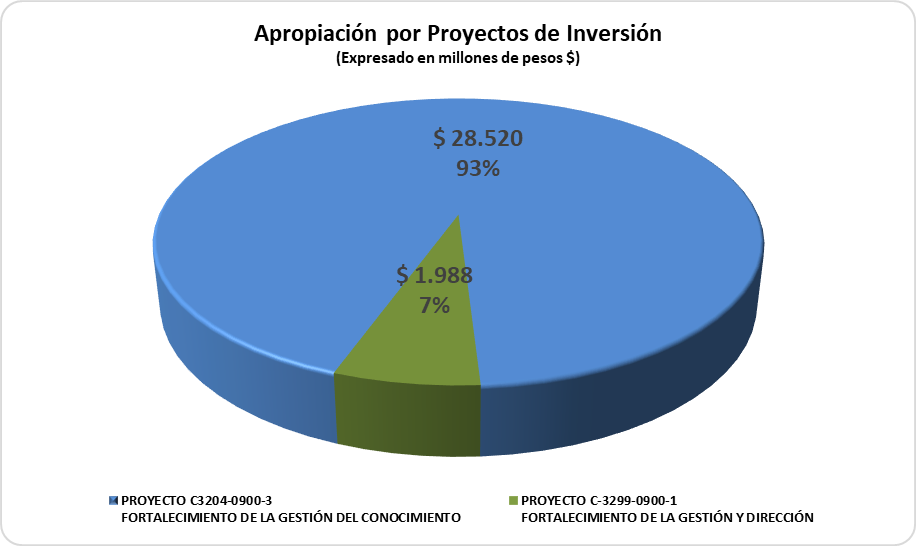 Apropiación por Proyectos de Inversión
(Expresado en millones de pesos $)
$ 28.520
93%
$ 1.988
7%
PROYECTO C3204-0900-3
FORTALECIMIENTO DE LA GESTIÓN DEL CONOCIMIENTO
PROYECTO C-3299-0900-1
FORTALECIMIENTO DE LA GESTIÓN Y DIRECCIÓN